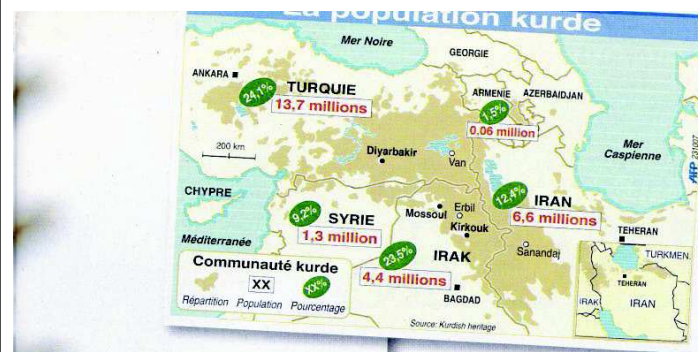 La population kurde
Mer Noire
GEORGIE
ANKARA
24,1%
TURQUIE
13,7 millions
ARMENIE
AZERBAIDJAN
1,5%
0.06 million
200 km
Diyarbakir
Van
Mer
Caspienne
AFP 231007
CHYPRE
9,2%
SYRIE
1,3 million
Mossoul
Erbil
Kirkouk
12,4%
IRAN
6,6 millions
Sanandaj
TEHERAN
Méditerranée
23,5%
IRAK
4,4 millions
BAGDAD
Communauté kurde
XX
XX%
Répartition
Population
Pourcentage
TURKMEN.
TEHERAN
IRAK
IRAN
Source: Kurdish heritage